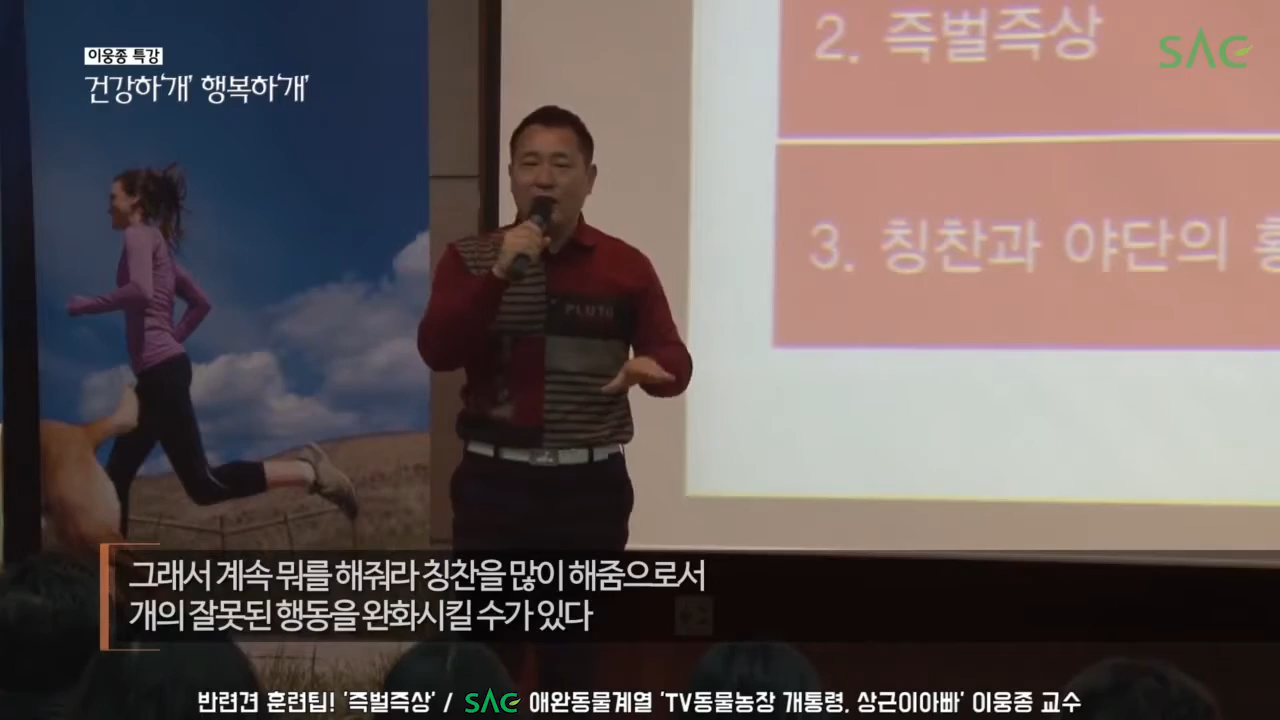 이웅종 특강
건강하'개' 행복하'개'
SAC
2. 즉벌즉상
3. 칭찬과 야단의
PLUTO
그래서 계속 뭐를 해줘라 칭찬을 많이 해줌으로서
개의 잘못된 행동을 완화시킬 수가 있다
반련견 훈련팁! '즉벌즉상' / SAC 애완동물계열 'TV동물농장 개통령. 상근이아빠' 이웅종 교수